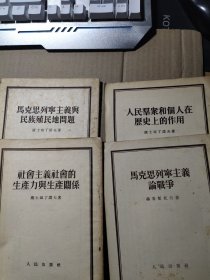 馬克思列寧主義與
民族殖民地問題
人民羣衆和個人在
歷史上的作用
社會主義社會的
生產力與生產關係
人民出版社
馬克思列寧主義
論戰爭
人民出版社